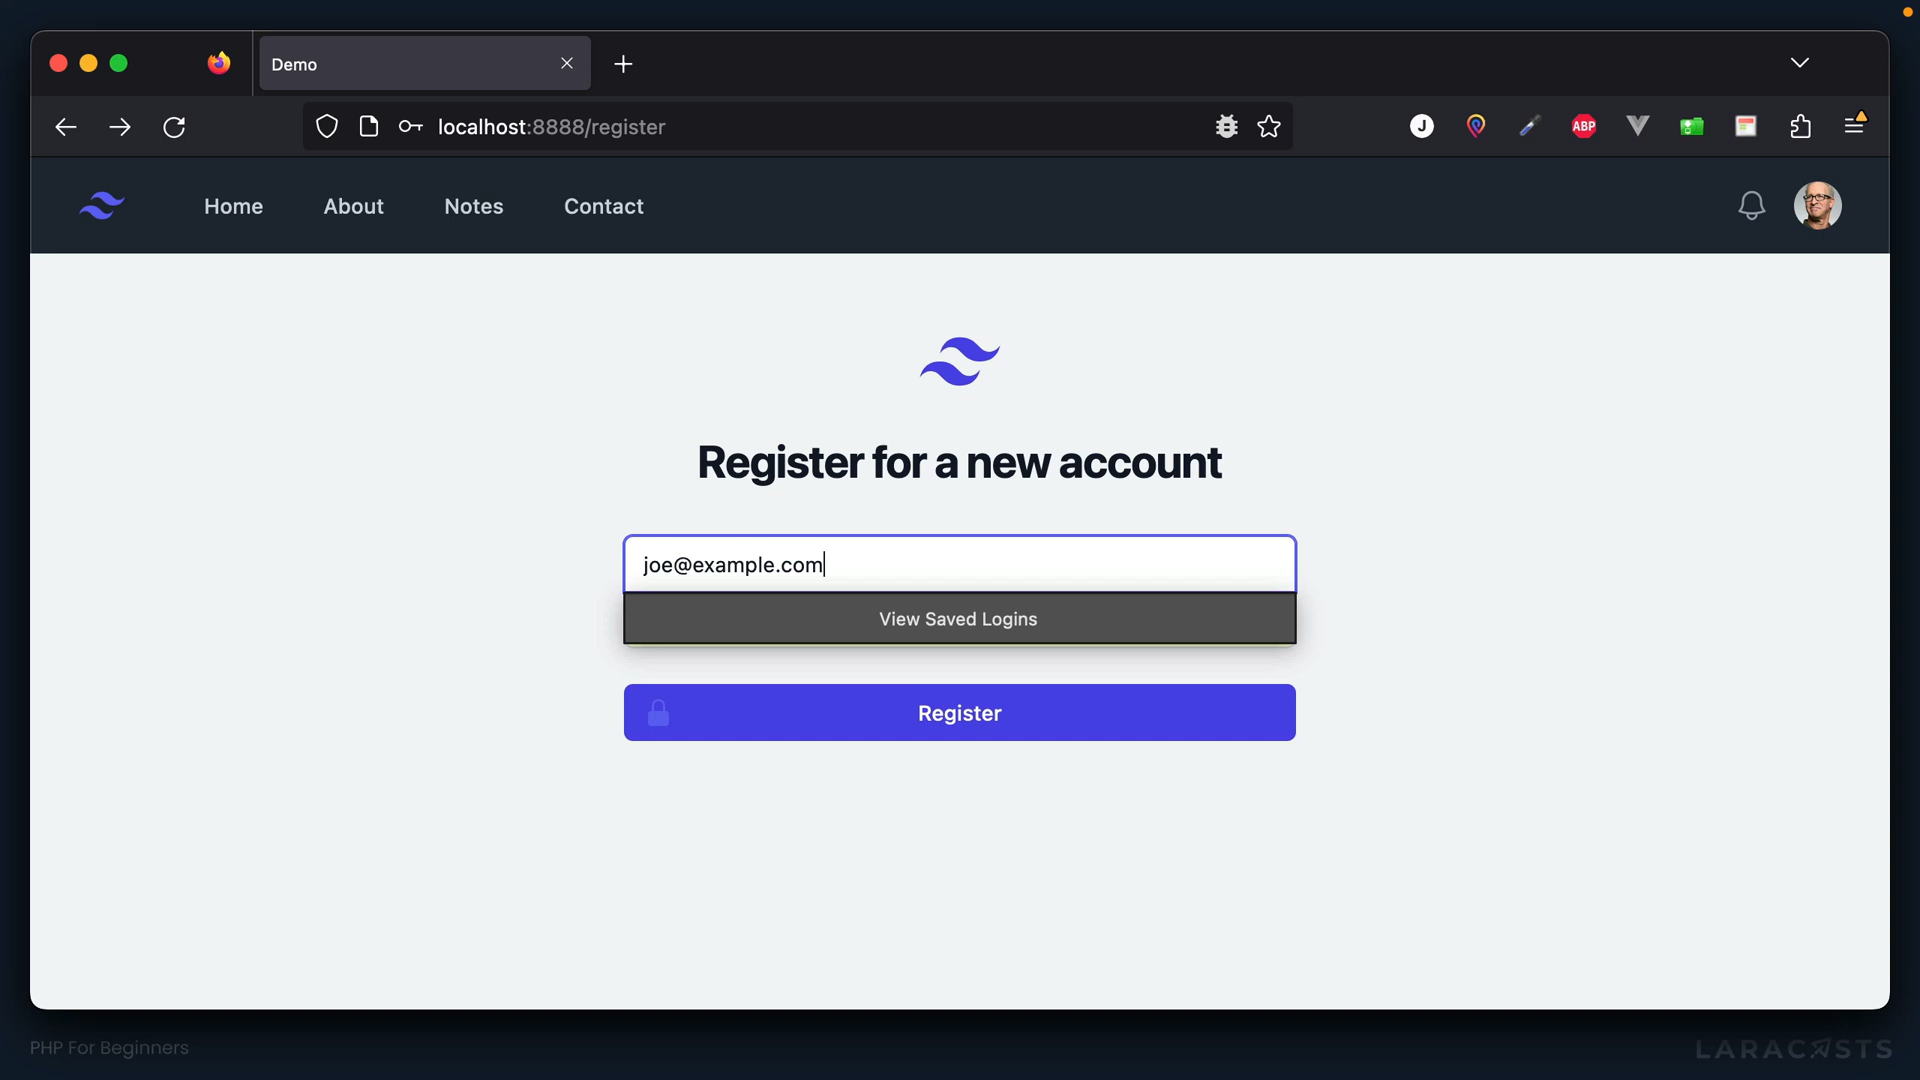 Demo
localhost:8888/register
J
ABP
Home
About
Notes
Contact
Register for a new account
joe@example.com
View Saved Logins
Register
PHP For Beginners
LARACASTS